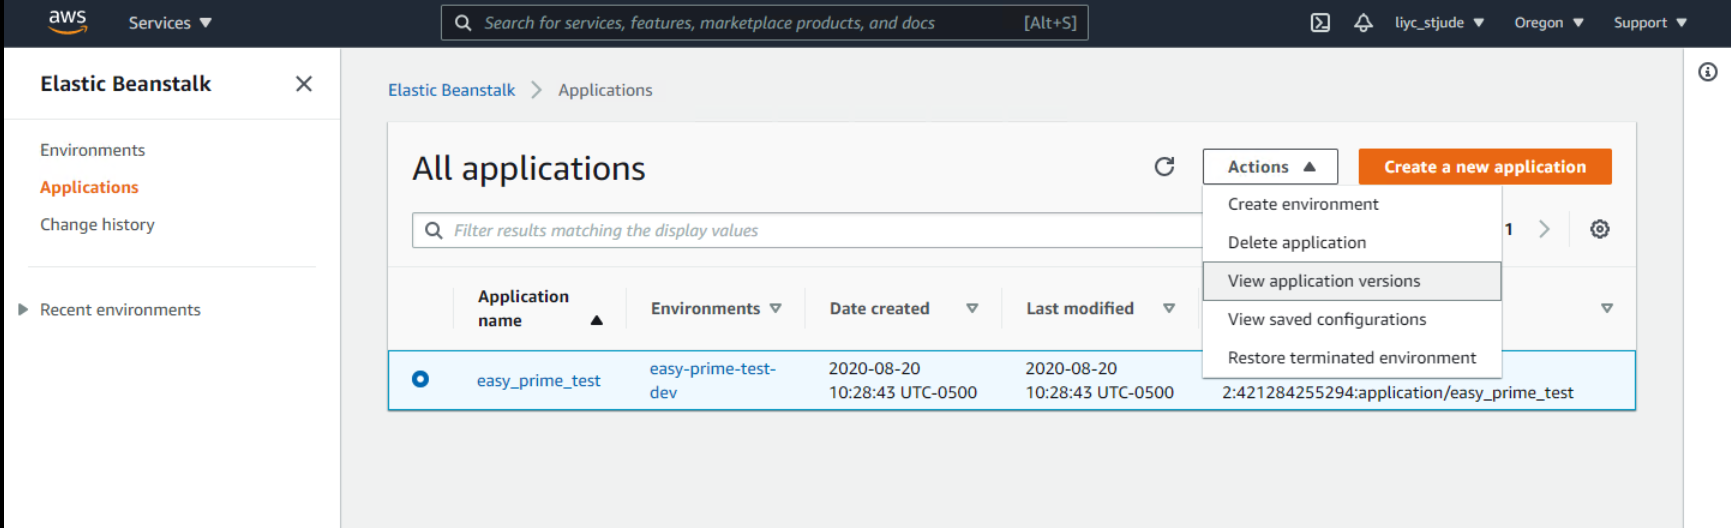 aws
Services
Search for services, features, marketplace products, and docs
[Alt+S]
liyc_stjude
Oregon
Support
Elastic Beanstalk
Environments
Applications
Change history
Recent environments
Elastic Beanstalk > Applications
All applications
Actions
Create a new application
Create environment
Delete application
View application versions
View saved configurations
Restore terminated environment
Filter results matching the display values
1
Application
name
Environments
Date created
Last modified
easy_prime_test
easy-prime-test-
dev
2020-08-20
10:28:43 UTC-0500
2020-08-20
10:28:43 UTC-0500
2:421284255294:application/easy_prime_test